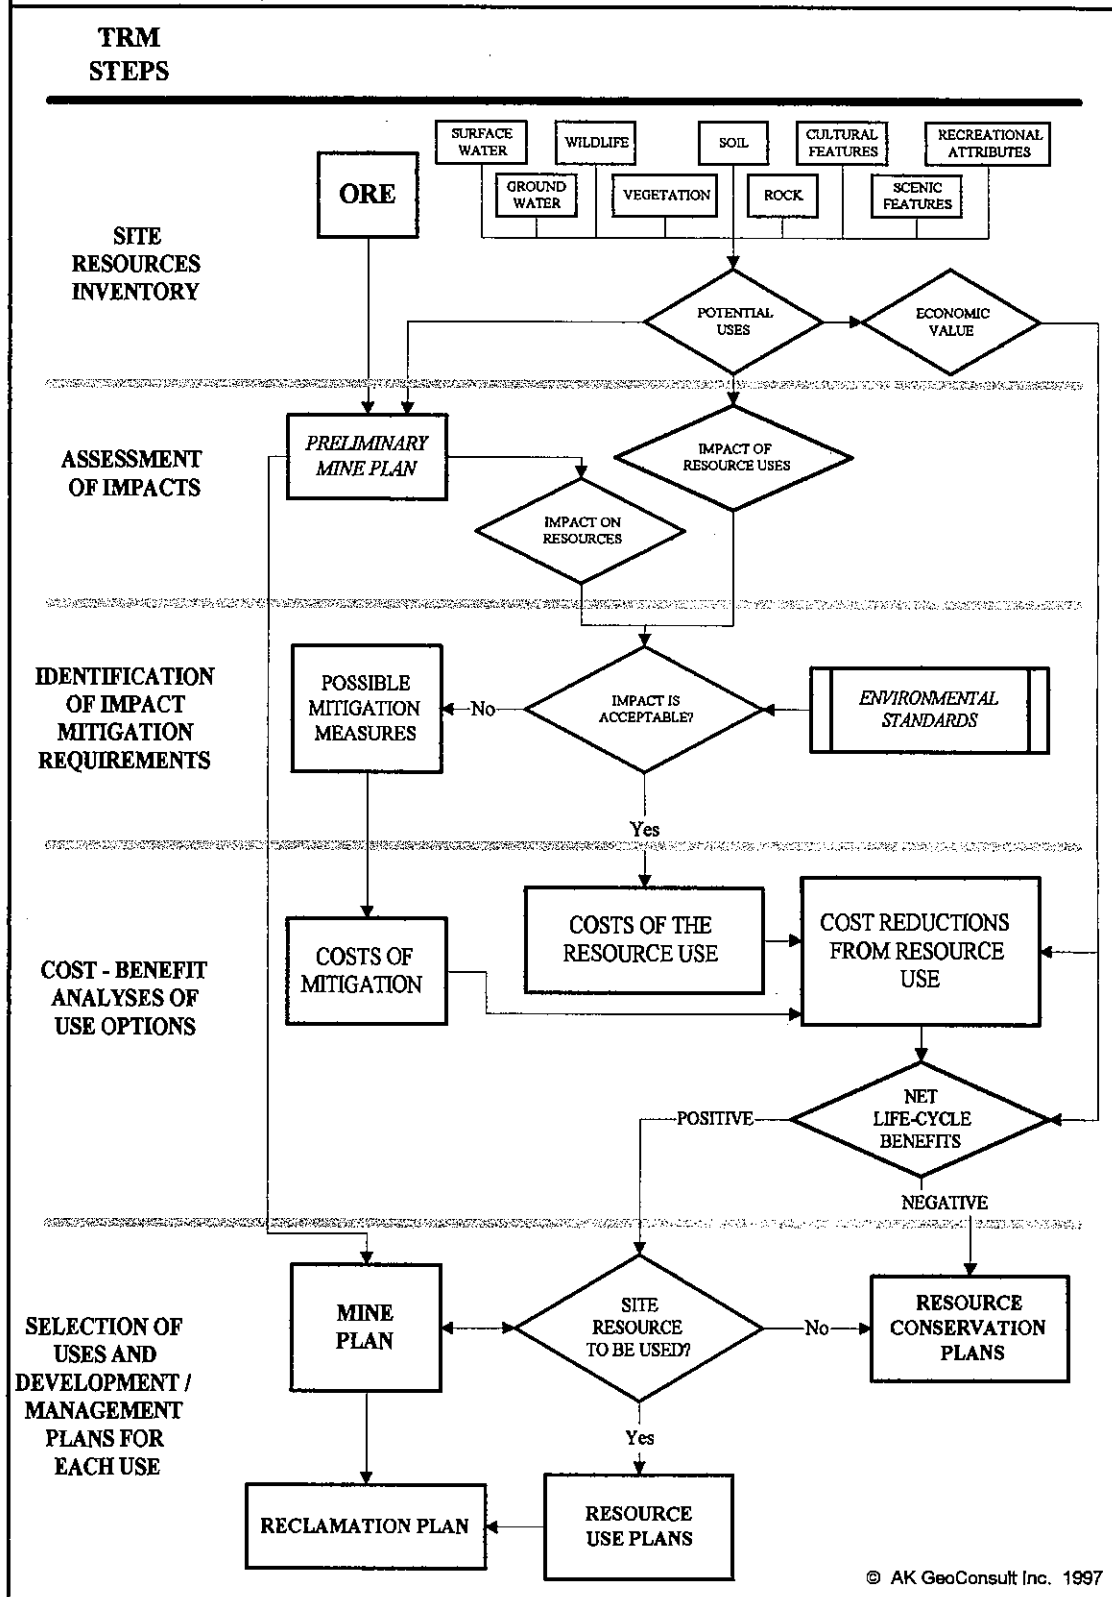 TRM
STEPS
SURFACE
WATER
WILDLIFE
SOIL
CULTURAL
FEATURES
RECREATIONAL
ATTRIBUTES
ORE
GROUND
WATER
VEGETATION
ROCK
SCENIC
FEATURES
SITE
RESOURCES
INVENTORY
POTENTIAL
USES
ECONOMIC
VALUE
ASSESSMENT
OF IMPACTS
PRELIMINARY
MINE PLAN
IMPACT OF
RESOURCE USES
IMPACT ON
RESOURCES
IDENTIFICATION
OF IMPACT
MITIGATION
REQUIREMENTS
POSSIBLE
MITIGATION
MEASURES
No
IMPACT IS
ACCEPTABLE?
ENVIRONMENTAL
STANDARDS
Yes
COST - BENEFIT
ANALYSES OF
USE OPTIONS
COSTS OF
MITIGATION
COSTS OF THE
RESOURCE USE
COST REDUCTIONS
FROM RESOURCE
USE
POSITIVE
NET
LIFE-CYCLE
BENEFITS
NEGATIVE
SELECTION OF
USES AND
DEVELOPMENT /
MANAGEMENT
PLANS FOR
EACH USE
MINE
PLAN
SITE
RESOURCE
TO BE USED?
No
RESOURCE
CONSERVATION
PLANS
Yes
RECLAMATION PLAN
RESOURCE
USE PLANS
© AK GeoConsult Inc. 1997